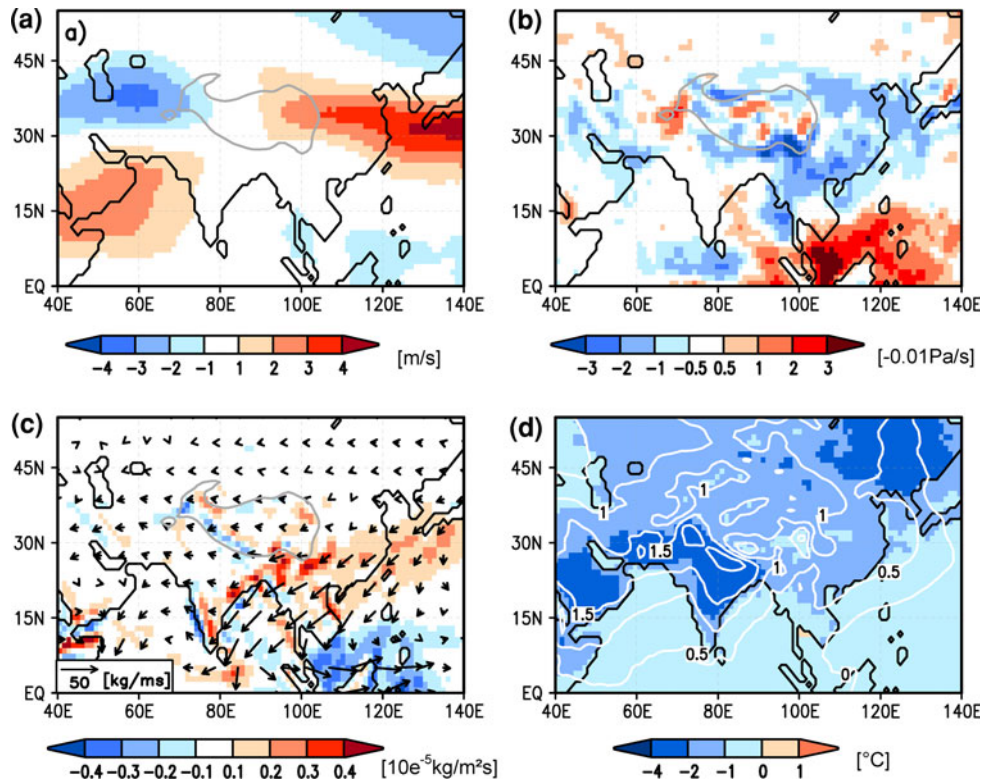 (a)
a)
45N
30N
15N
EQ
40E 60E 80E 100E 120E 140E
-4 -3 -2 -1 1 2 3 4
[m/s]
(b)
45N
30N
15N
EQ
40E 60E 80E 100E 120E 140E
-3 -2 -1 -0.5 0.5 1 2 3
[-0.01Pa/s]
(c)
45N
30N
15N
EQ
50 [kg/ms]
40E 60E 80E 100E 120E 140E
-0.4 -0.3 -0.2 -0.1 0.1 0.2 0.3 0.4
[10e⁻⁵kg/m²s]
(d)
45N
30N
15N
EQ
1
1
1
1.5
1
0.5
1.5
0.5
0
40E 60E 80E 100E 120E 140E
-4 -2 -1 0 1
[°C]